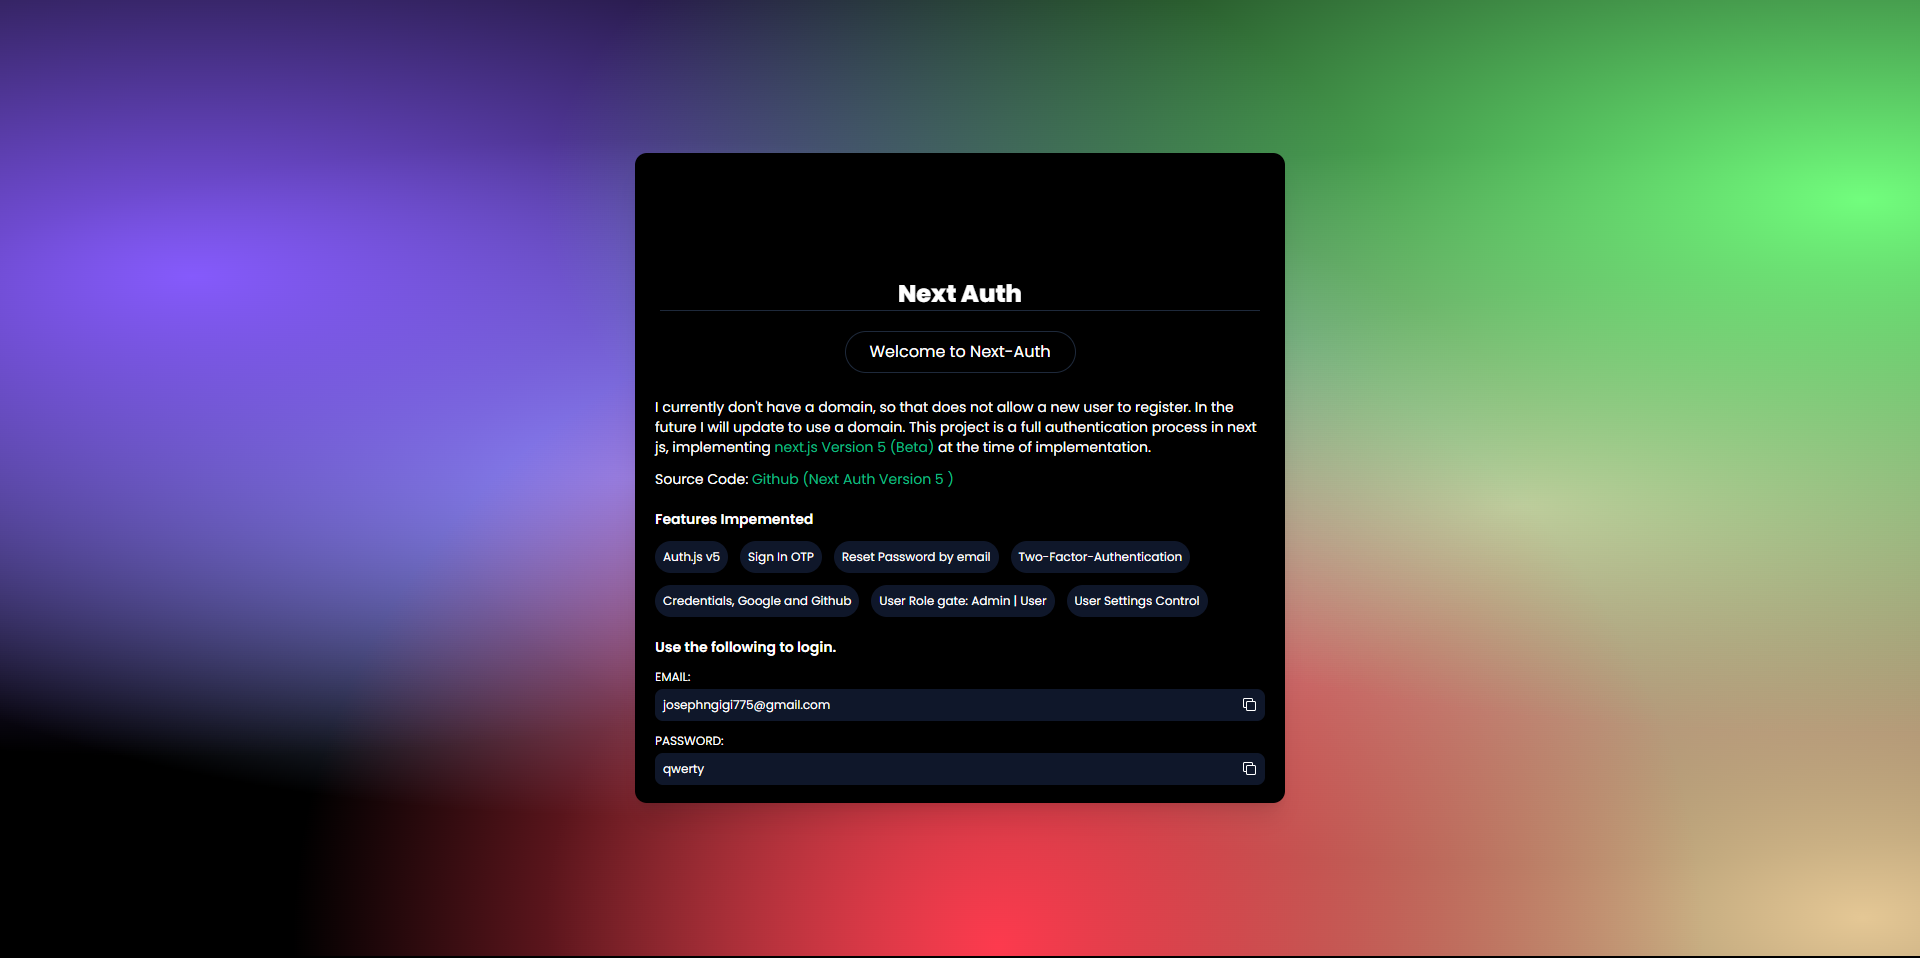 Next Auth
Welcome to Next-Auth
I currently don't have a domain, so that does not allow a new user to register. In the
future I will update to use a domain. This project is a full authentication process in next
js, implementing next.js Version 5 (Beta) at the time of implementation.
Source Code: Github (Next Auth Version 5 )
Features Impemented
Auth.js v5 Sign In OTP Reset Password by email Two-Factor-Authentication
Credentials, Google and Github User Role gate: Admin | User User Settings Control
Use the following to login.
EMAIL:
josephngigi775@gmail.com
PASSWORD:
qwerty